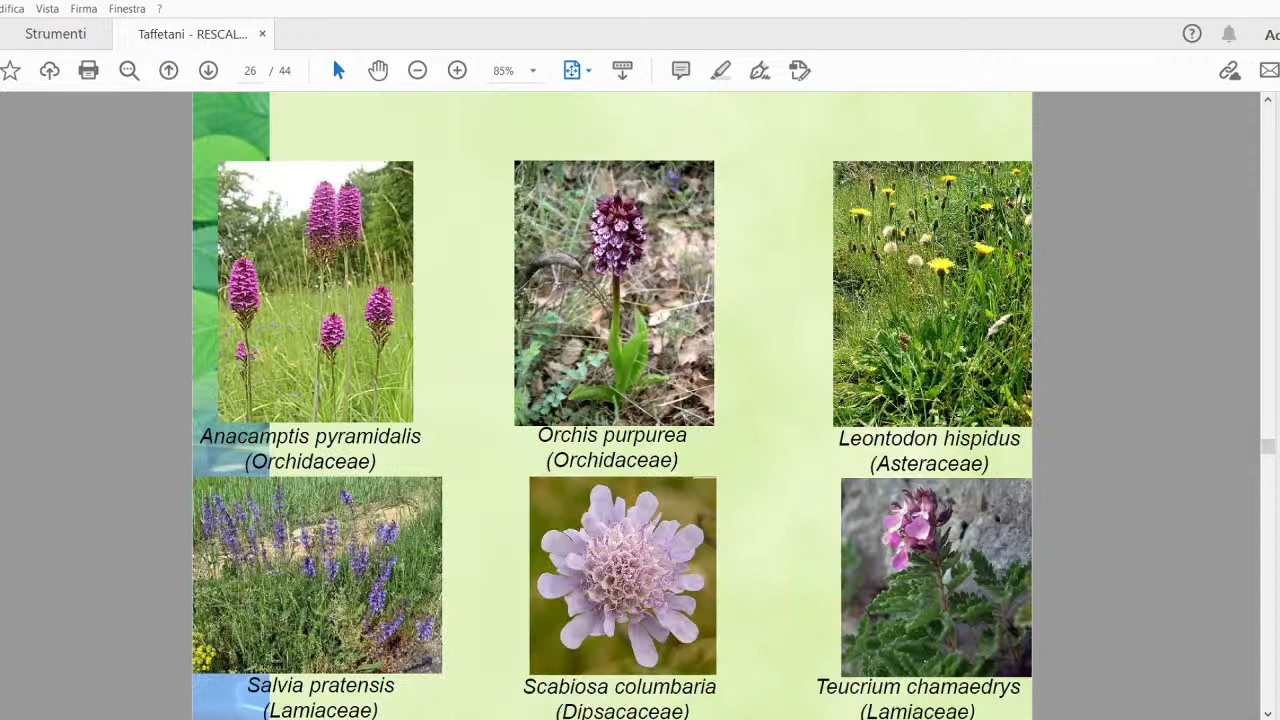 difica Vista Firma Finestra ?
Strumenti Taffetani - RESCAL... × ? Ac
26 / 44 85%
Anacamptis pyramidalis
(Orchidaceae)
Orchis purpurea
(Orchidaceae)
Leontodon hispidus
(Asteraceae)
Salvia pratensis
(Lamiaceae)
Scabiosa columbaria
(Dipsacaceae)
Teucrium chamaedrys
(Lamiaceae)